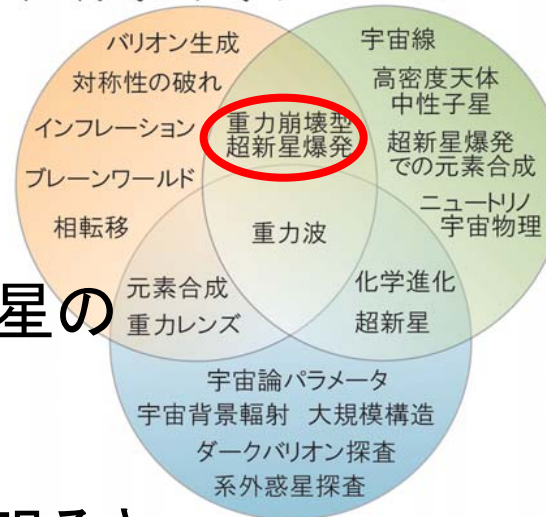 バリオン生成
対称性の破れ
インフレーション
ブレーンワールド
相転移
重力崩壊型
超新星爆発
宇宙線
高密度天体
中性子星
超新星爆発
での元素合成
ニュートリノ
宇宙物理
重力波
星の
元素合成
重力レンズ
化学進化
超新星
宇宙論パラメータ
宇宙背景輻射 大規模構造
ダークバリオン探査
系外惑星探査